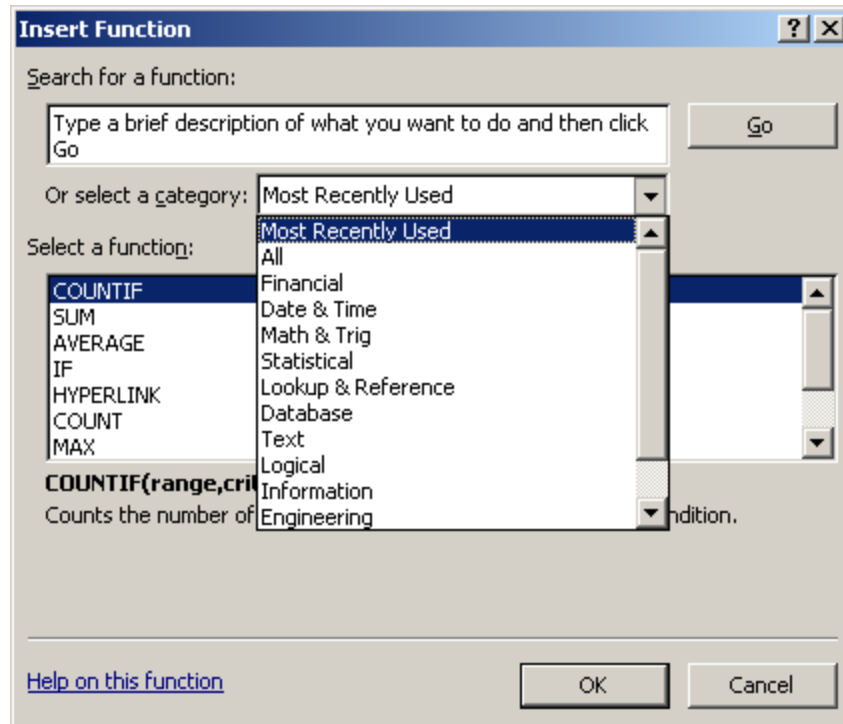 Insert Function
Search for a function:
Type a brief description of what you want to do and then click
Go
Go
Or select a category: Most Recently Used
Most Recently Used
All
Financial
Date & Time
Math & Trig
Statistical
Lookup & Reference
Database
Text
Logical
Information
Engineering
Select a function:
COUNTIF
SUM
AVERAGE
IF
HYPERLINK
COUNT
MAX
COUNTIF(range,cri
Counts the number of ndition.
Help on this function
OK
Cancel